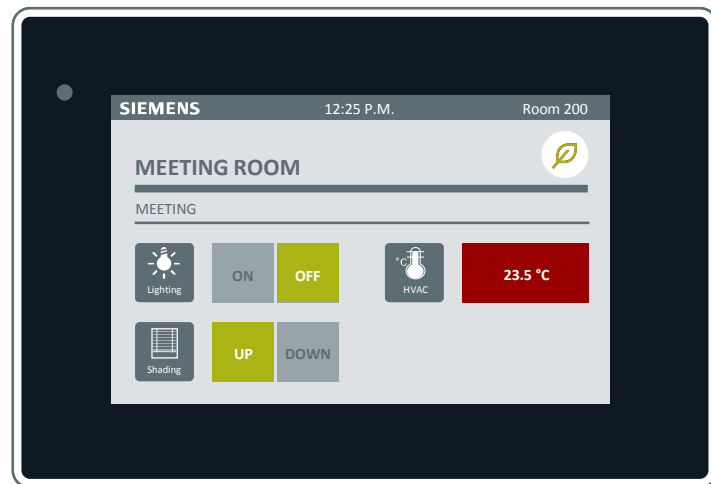 SIEMENS 12:25 P.M. Room 200
MEETING ROOM
MEETING
Lighting ON OFF °C HVAC 23.5 °C
Shading UP DOWN